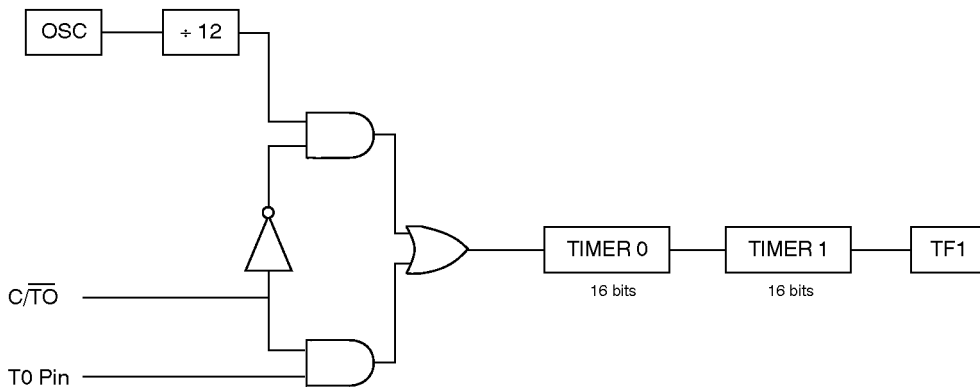 OSC
÷ 12
TIMER 0
TIMER 1
TF1
16 bits
16 bits
C/T̅O̅
T0 Pin